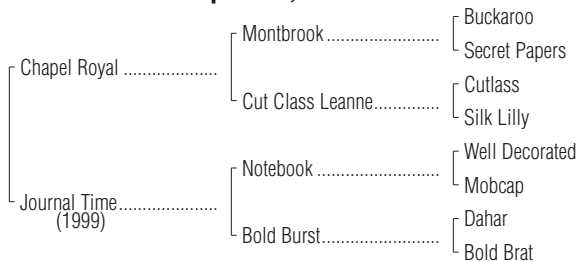 Buckaroo
Montbrook
Secret Papers
Chapel Royal
Cutlass
Cut Class Leanne
Silk Lilly
Well Decorated
Notebook
Mobcap
Journal Time
(1999)
Dahar
Bold Burst
Bold Brat